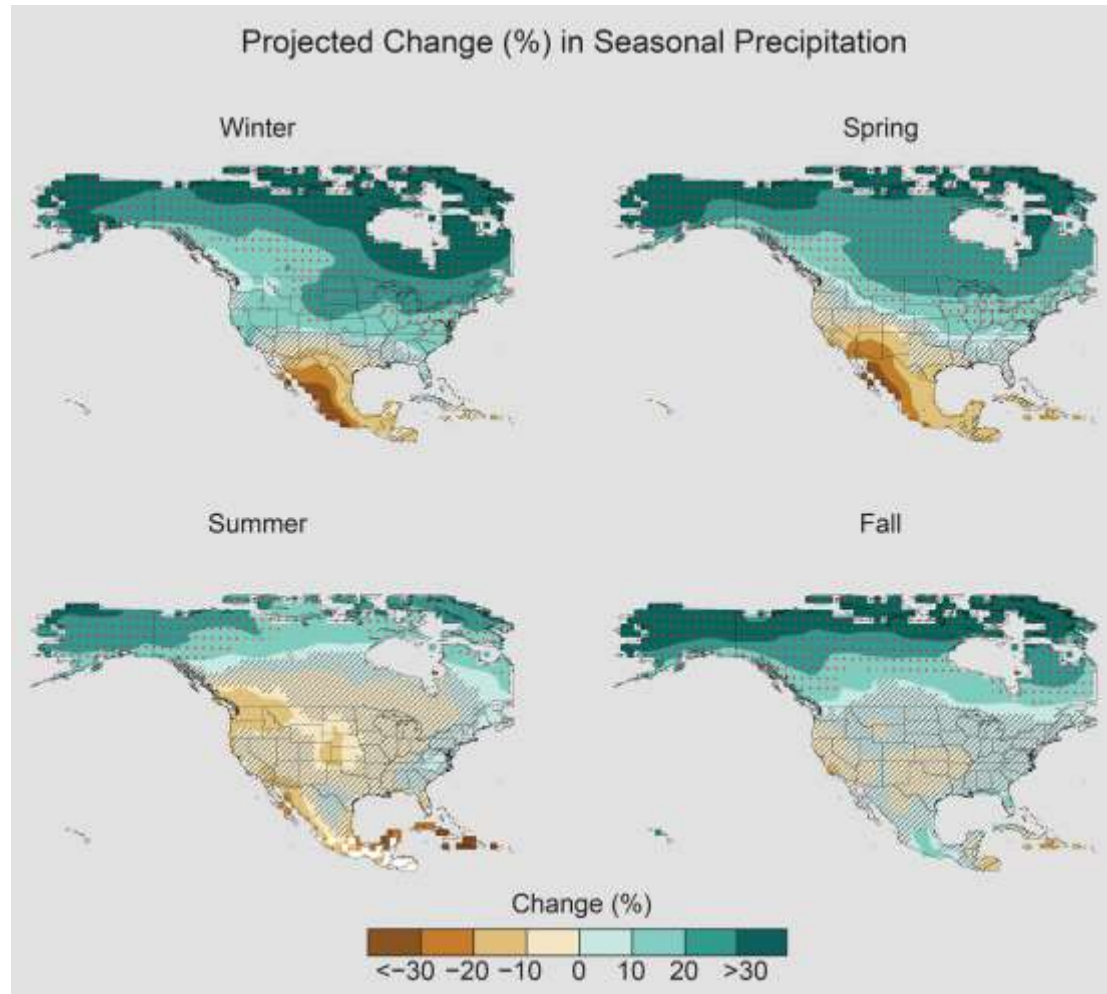 Projected Change (%) in Seasonal Precipitation
Winter
Spring
Summer
Fall
Change (%)
<−30 −20 −10 0 10 20 >30